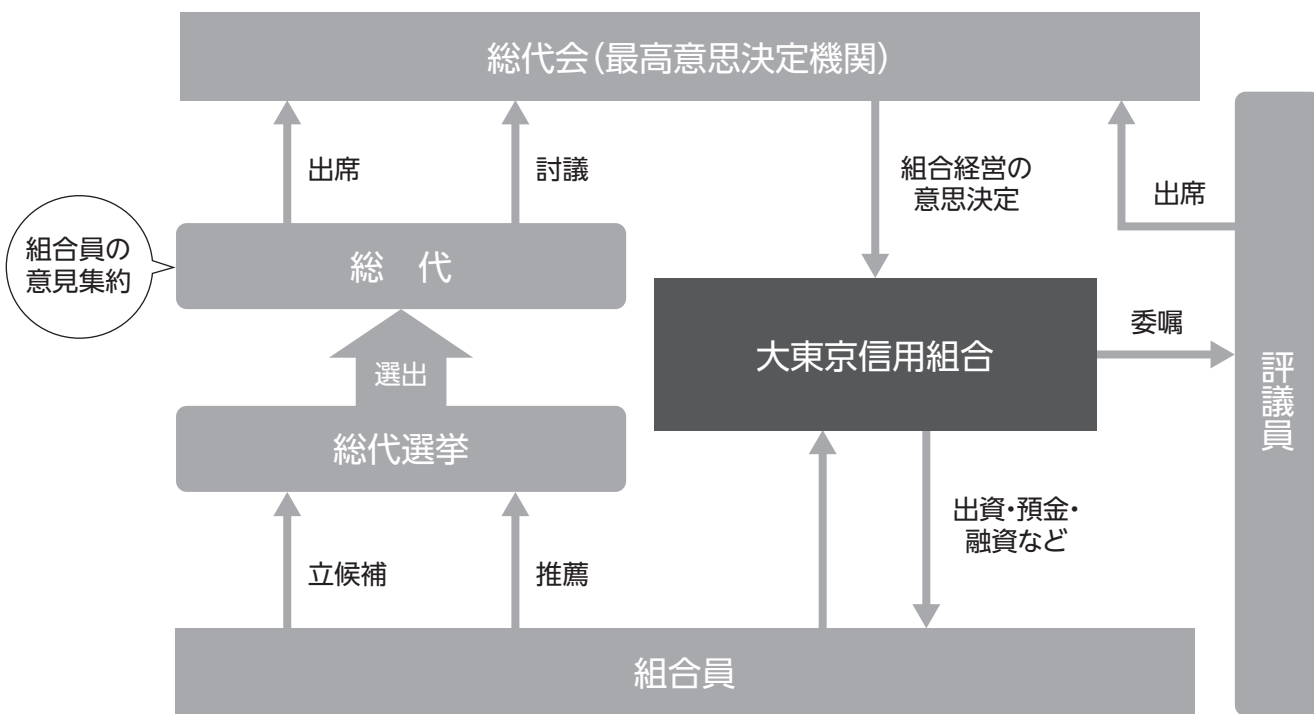 総代会(最高意思決定機関)
出席
討議
組合経営の
意思決定
出席
組合員の
意見集約
総　代
委嘱
大東京信用組合
評議員
選出
総代選挙
出資・預金・
融資など
立候補
推薦
組合員